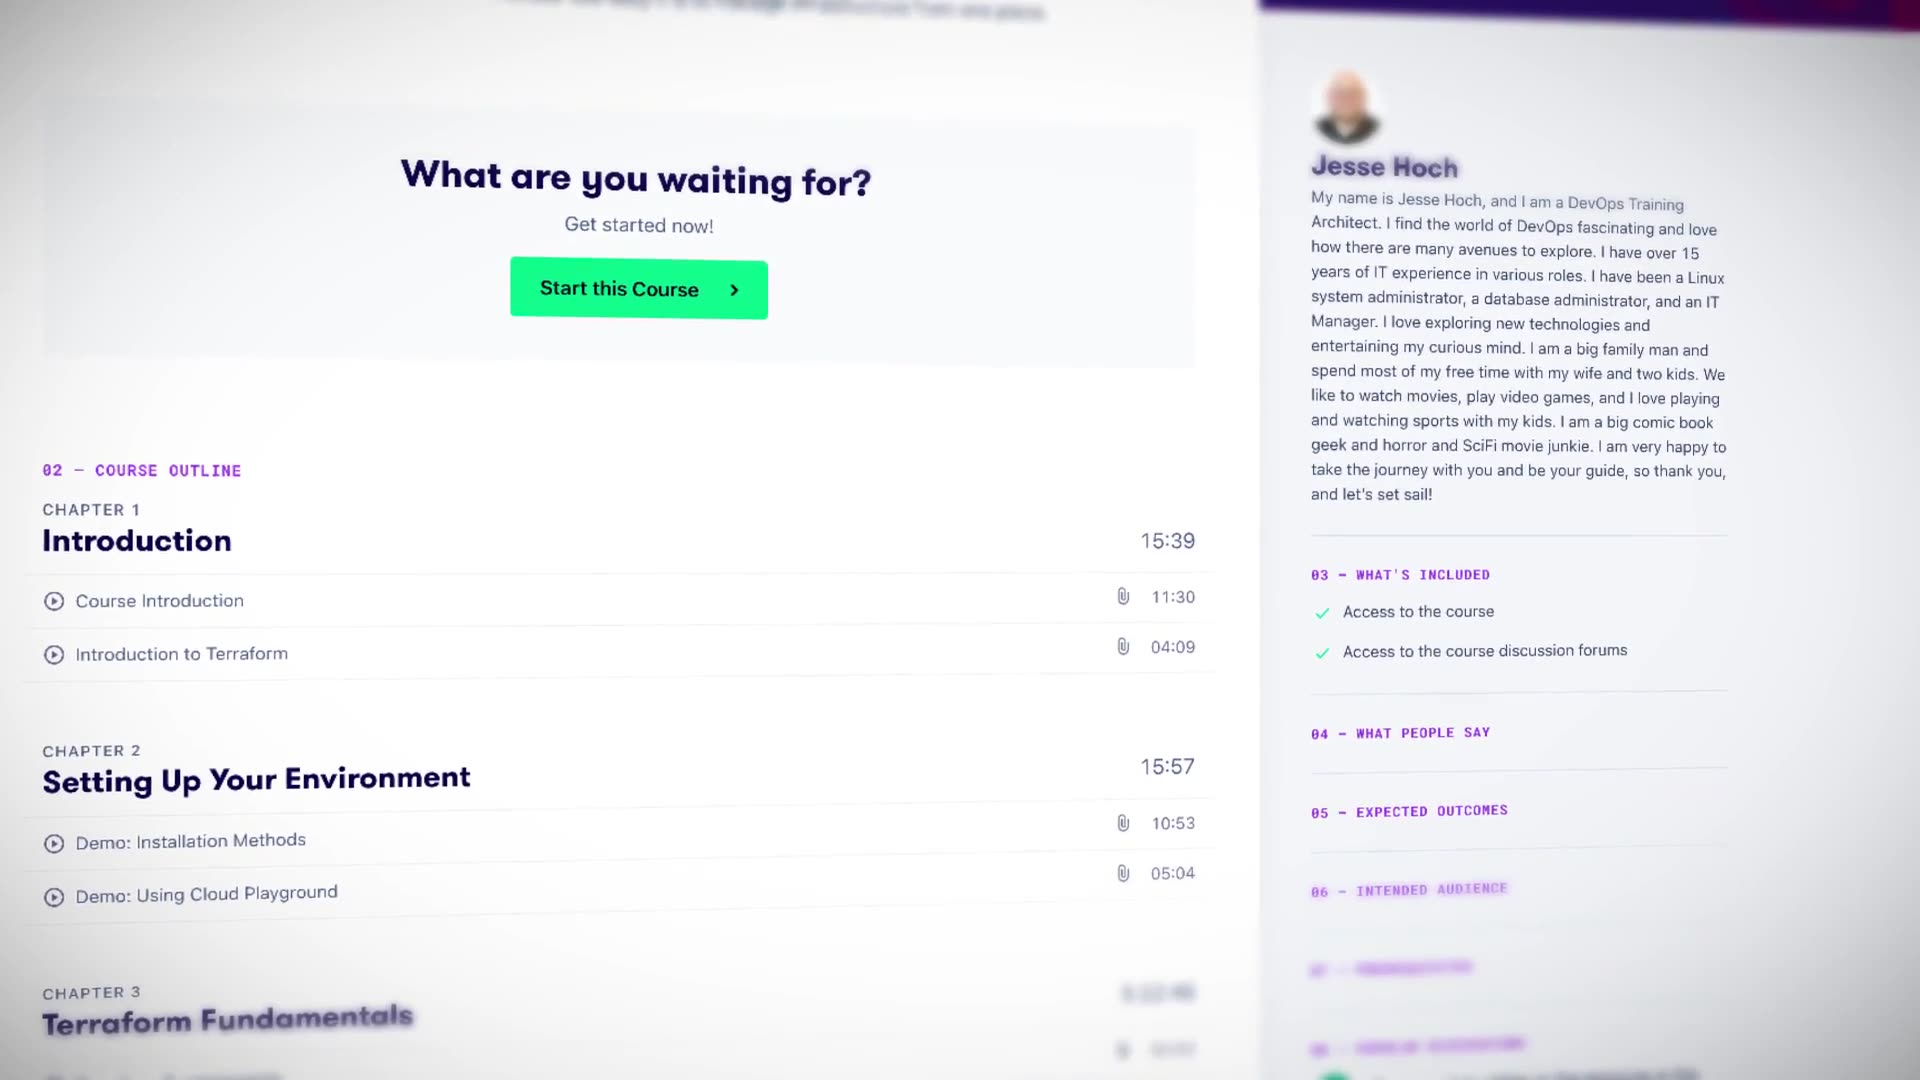 What are you waiting for?
Get started now!
Start this Course
02 – COURSE OUTLINE
CHAPTER 1
Introduction
15:39
Course Introduction
11:30
Introduction to Terraform
04:09
CHAPTER 2
Setting Up Your Environment
15:57
Demo: Installation Methods
10:53
Demo: Using Cloud Playground
05:04
CHAPTER 3
Terraform Fundamentals
Jesse Hoch
My name is Jesse Hoch, and I am a DevOps Training
Architect. I find the world of DevOps fascinating and love
how there are many avenues to explore. I have over 15
years of IT experience in various roles. I have been a Linux
system administrator, a database administrator, and an IT
Manager. I love exploring new technologies and
entertaining my curious mind. I am a big family man and
spend most of my free time with my wife and two kids. We
like to watch movies, play video games, and I love playing
and watching sports with my kids. I am a big comic book
geek and horror and SciFi movie junkie. I am very happy to
take the journey with you and be your guide, so thank you,
and let's set sail!
03 – WHAT'S INCLUDED
Access to the course
Access to the course discussion forums
04 – WHAT PEOPLE SAY
05 – EXPECTED OUTCOMES
06 – INTENDED AUDIENCE